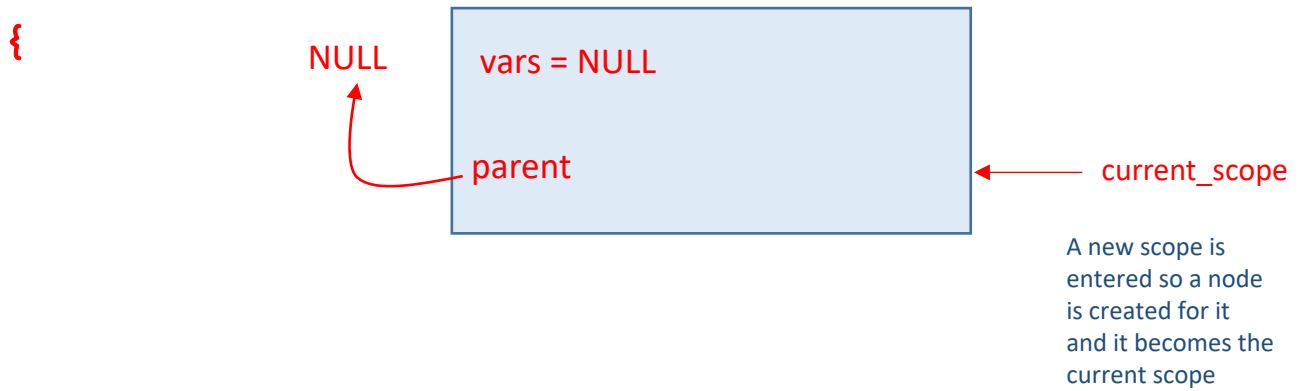 {
NULL
vars = NULL
parent
current_scope
A new scope is
entered so a node
is created for it
and it becomes the
current scope